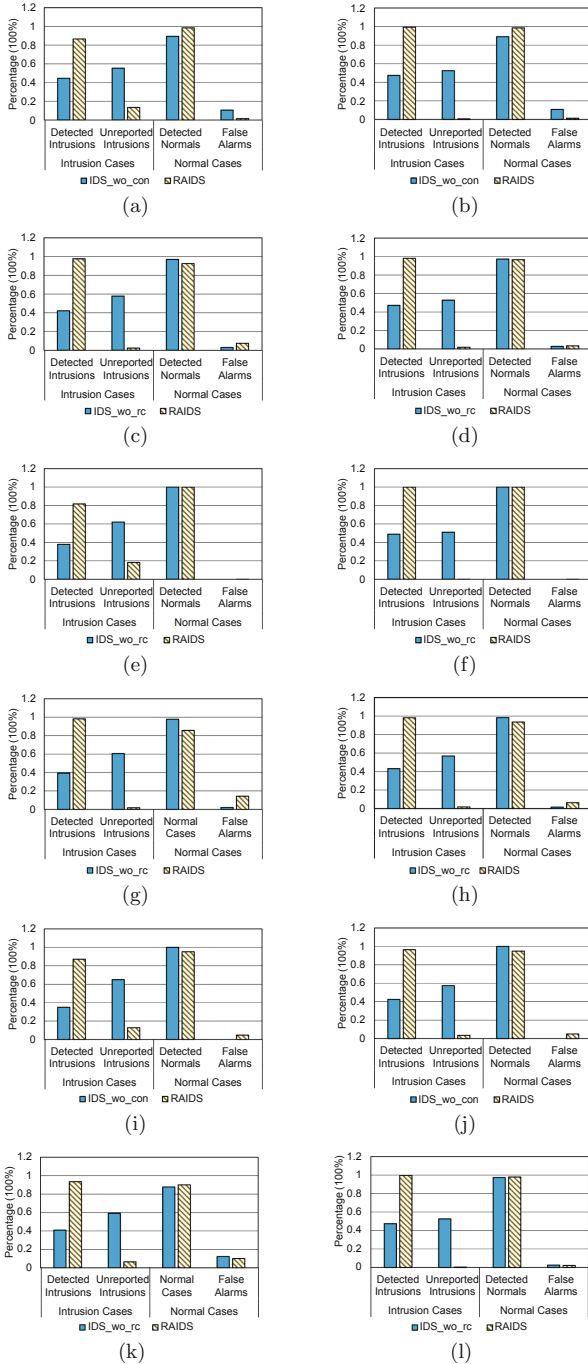 Percentage (100%)
1.2
1
0.8
0.6
0.4
0.2
0
Detected Unreported Detected False
Intrusions Intrusions Normals Alarms
Intrusion Cases Normal Cases
IDS_wo_con RAIDS
(a)
Percentage (100%)
1.2
1
0.8
0.6
0.4
0.2
0
Detected Unreported Detected False
Intrusions Intrusions Normals Alarms
Intrusion Cases Normal Cases
IDS_wo_con RAIDS
(b)
Percentage (100%)
1.2
1
0.8
0.6
0.4
0.2
0
Detected Unreported Detected False
Intrusions Intrusions Normals Alarms
Intrusion Cases Normal Cases
IDS_wo_rc RAIDS
(c)
Percentage (100%)
1.2
1
0.8
0.6
0.4
0.2
0
Detected Unreported Detected False
Intrusions Intrusions Normals Alarms
Intrusion Cases Normal Cases
IDS_wo_rc RAIDS
(d)
Percentage (100%)
1.2
1
0.8
0.6
0.4
0.2
0
Detected Unreported Detected False
Intrusions Intrusions Normals Alarms
Intrusion Cases Normal Cases
IDS_wo_rc RAIDS
(e)
Percentage (100%)
1.2
1
0.8
0.6
0.4
0.2
0
Detected Unreported Detected False
Intrusions Intrusions Normals Alarms
Intrusion Cases Normal Cases
IDS_wo_rc RAIDS
(f)
Percentage (100%)
1.2
1
0.8
0.6
0.4
0.2
0
Detected Unreported Normal False
Intrusions Intrusions Cases Alarms
Intrusion Cases Normal Cases
IDS_wo_rc RAIDS
(g)
Percentage (100%)
1.2
1
0.8
0.6
0.4
0.2
0
Detected Unreported Detected False
Intrusions Intrusions Normals Alarms
Intrusion Cases Normal Cases
IDS_wo_rc RAIDS
(h)
Percentage (100%)
1.2
1
0.8
0.6
0.4
0.2
0
Detected Unreported Detected False
Intrusions Intrusions Normals Alarms
Intrusion Cases Normal Cases
IDS_wo_con RAIDS
(i)
Percentage (100%)
1.2
1
0.8
0.6
0.4
0.2
0
Detected Unreported Detected False
Intrusions Intrusions Normals Alarms
Intrusion Cases Normal Cases
IDS_wo_con RAIDS
(j)
Percentage (100%)
1.2
1
0.8
0.6
0.4
0.2
0
Detected Unreported Normal False
Intrusions Intrusions Cases Alarms
Intrusion Cases Normal Cases
IDS_wo_con RAIDS
(k)
Percentage (100%)
1.2
1
0.8
0.6
0.4
0.2
0
Detected Unreported Detected False
Intrusions Intrusions Normals Alarms
Intrusion Cases Normal Cases
IDS_wo_rc RAIDS
(l)